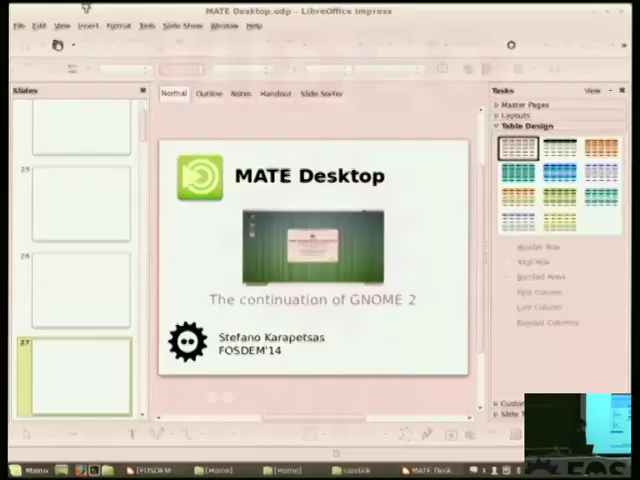 MATE Desktop.odp - LibreOffice Impress
File Edit View Insert Format Tools Slide Show Window Help
Slides
Normal Outline Notes Handout Slide Sorter
Tasks View
Master Pages
Layouts
Table Design
25
26
27
MATE Desktop
The continuation of GNOME 2
Stefano Karapetsas
FOSDEM'14
Header Row
Total Row
Banded Rows
First Column
Last Column
Banded Columns
Menu [FOSDEM [Home] [Home] MATE Desk